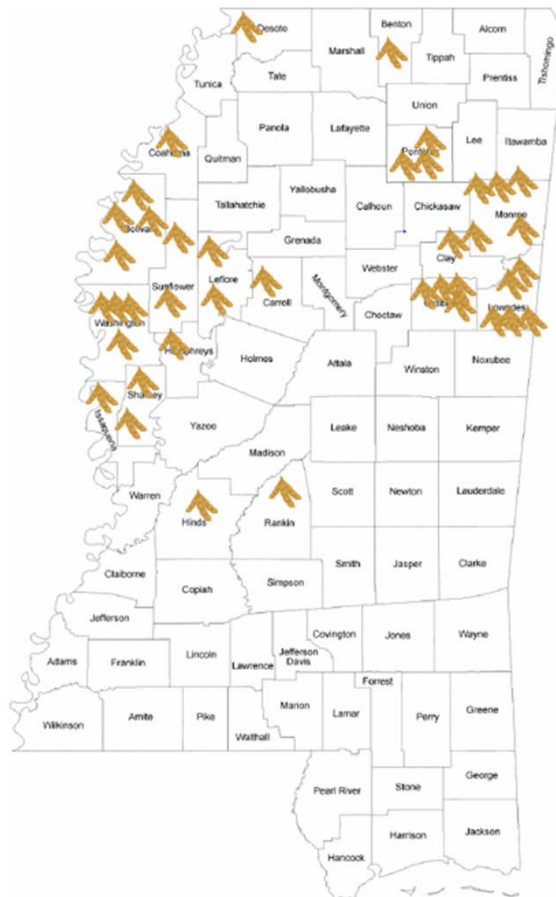 Desoto
Benton
Alcorn
Tishomingo
Marshall
Tippah
Prentiss
Tunica
Tate
Union
Panola
Lafayette
Lee
Itawamba
Coahoma
Quitman
Tallahatchie
Yallobusha
Calhoun
Chickasaw
Monroe
Bolivar
Grenada
Clay
Sunflower
Leflore
Carroll
Montgomery
Webster
Choctaw
Lowndes
Washington
Humphreys
Holmes
Attala
Winston
Noxubee
Sharkey
Issaquena
Yazoo
Leake
Neshoba
Kemper
Madison
Warren
Hinds
Rankin
Scott
Newton
Lauderdale
Claiborne
Copiah
Simpson
Smith
Jasper
Clarke
Jefferson
Lincoln
Lawrence
Jefferson
Davis
Covington
Jones
Wayne
Adams
Franklin
Wilkinson
Amite
Pike
Walthall
Marion
Lamar
Forrest
Perry
Greene
Pearl River
Stone
George
Hancock
Harrison
Jackson